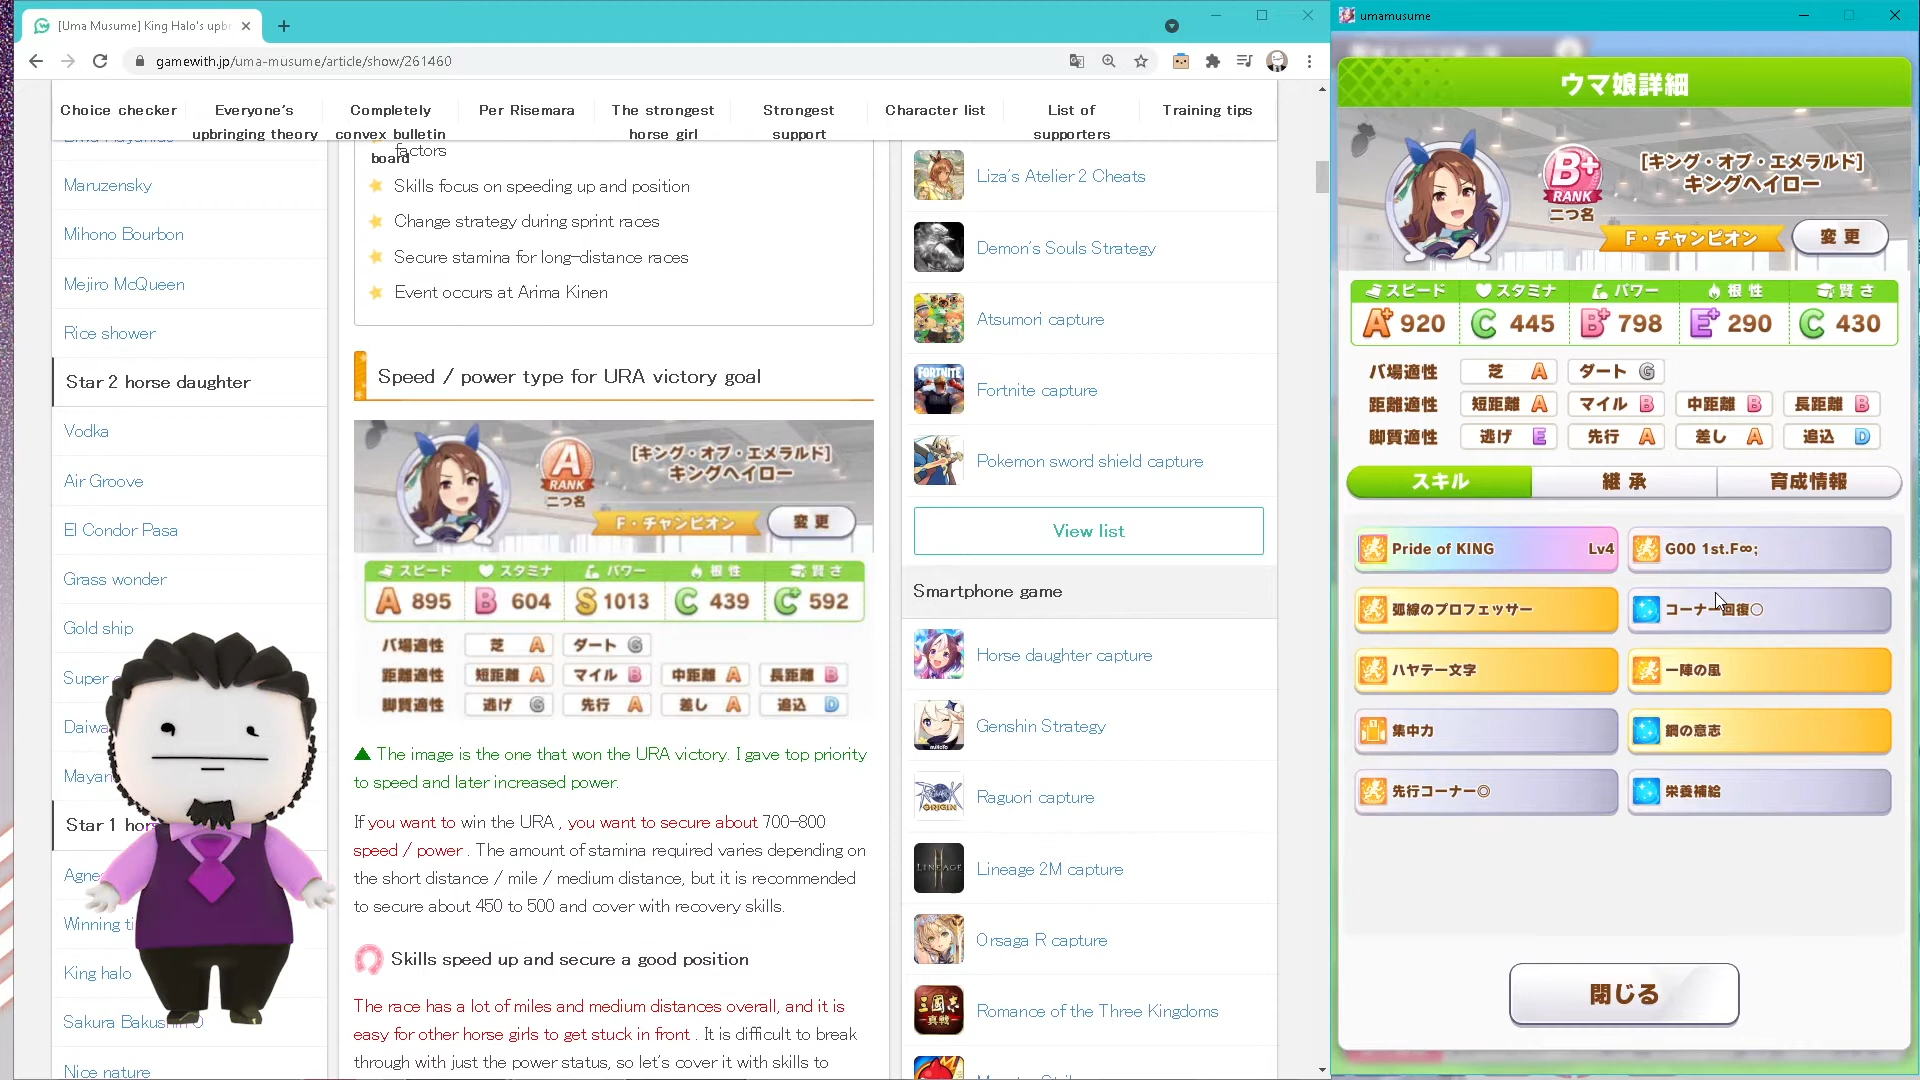 [Uma Musume] King Halo's upbr
gamewith.jp/uma-musume/article/show/261460
Choice checker
Everyone's
upbringing theory
Completely
convex bulletin
board
Per Risemara
The strongest
horse girl
Strongest
support
Character list
List of
supporters
Training tips
Maruzensky
Mihono Bourbon
Mejiro McQueen
Rice shower
Star 2 horse daughter
Vodka
Air Groove
El Condor Pasa
Grass wonder
Gold ship
Super
Daiwa
Mayan
Star 1 hors
Agne
Winning ti
King halo
Sakura Bakushin O
Nice nature
factors
Skills focus on speeding up and position
Change strategy during sprint races
Secure stamina for long-distance races
Event occurs at Arima Kinen
Speed / power type for URA victory goal
A
RANK
二つ名
[キング・オブ・エメラルド]
キングヘイロー
F・チャンピオン
変更
スピード スタミナ パワー 根性 賢さ
A 895 B 604 S 1013 C 439 C+ 592
バ場適性 芝 A ダート G
距離適性 短距離 A マイル B 中距離 A 長距離 B
脚質適性 逃げ G 先行 A 差し A 追込 D
▲ The image is the one that won the URA victory. I gave top priority
to speed and later increased power.
If you want to win the URA , you want to secure about 700-800
speed / power . The amount of stamina required varies depending on
the short distance / mile / medium distance, but it is recommended
to secure about 450 to 500 and cover with recovery skills.
Skills speed up and secure a good position
The race has a lot of miles and medium distances overall, and it is
easy for other horse girls to get stuck in front . It is difficult to break
through with just the power status, so let's cover it with skills to
Liza's Atelier 2 Cheats
Demon's Souls Strategy
Atsumori capture
FORTNITE
Fortnite capture
Pokemon sword shield capture
View list
Smartphone game
Horse daughter capture
Genshin Strategy
ORIGIN
Raguori capture
LINEAGE
Lineage 2M capture
Orsaga R capture
三國志
真戦
Romance of the Three Kingdoms
umamusume
ウマ娘詳細
B+
RANK
二つ名
[キング・オブ・エメラルド]
キングヘイロー
F・チャンピオン
変更
スピード スタミナ パワー 根性 賢さ
A+ 920 C 445 B+ 798 E+ 290 C 430
バ場適性 芝 A ダート G
距離適性 短距離 A マイル B 中距離 B 長距離 B
脚質適性 逃げ E 先行 A 差し A 追込 D
スキル 継承 育成情報
Pride of KING Lv4
G00 1st.F∞;
弧線のプロフェッサー
コーナー回復○
ハヤテ一文字
一陣の風
集中力
鋼の意志
先行コーナー◎
栄養補給
閉じる